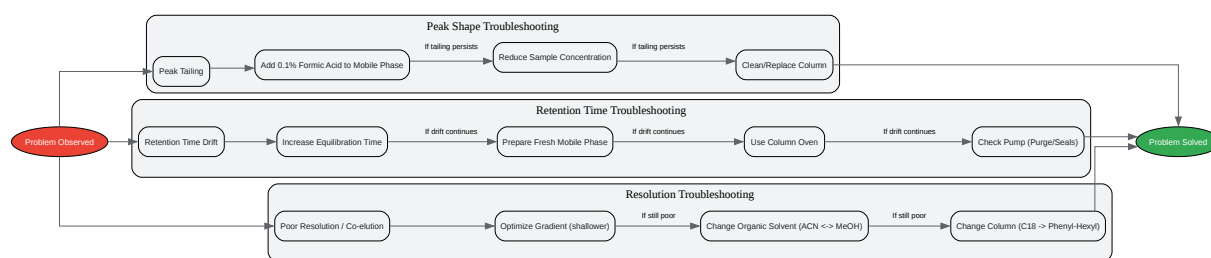 Peak Shape Troubleshooting
Peak Tailing
Add 0.1% Formic Acid to Mobile Phase
If tailing persists
Reduce Sample Concentration
If tailing persists
Clean/Replace Column
Problem Observed
Retention Time Troubleshooting
Retention Time Drift
Increase Equilibration Time
If drift continues
Prepare Fresh Mobile Phase
If drift continues
Use Column Oven
If drift continues
Check Pump (Purge/Seals)
Problem Solved
Resolution Troubleshooting
Poor Resolution / Co-elution
Optimize Gradient (shallower)
If still poor
Change Organic Solvent (ACN <-> MeOH)
If still poor
Change Column (C18 -> Phenyl-Hexyl)